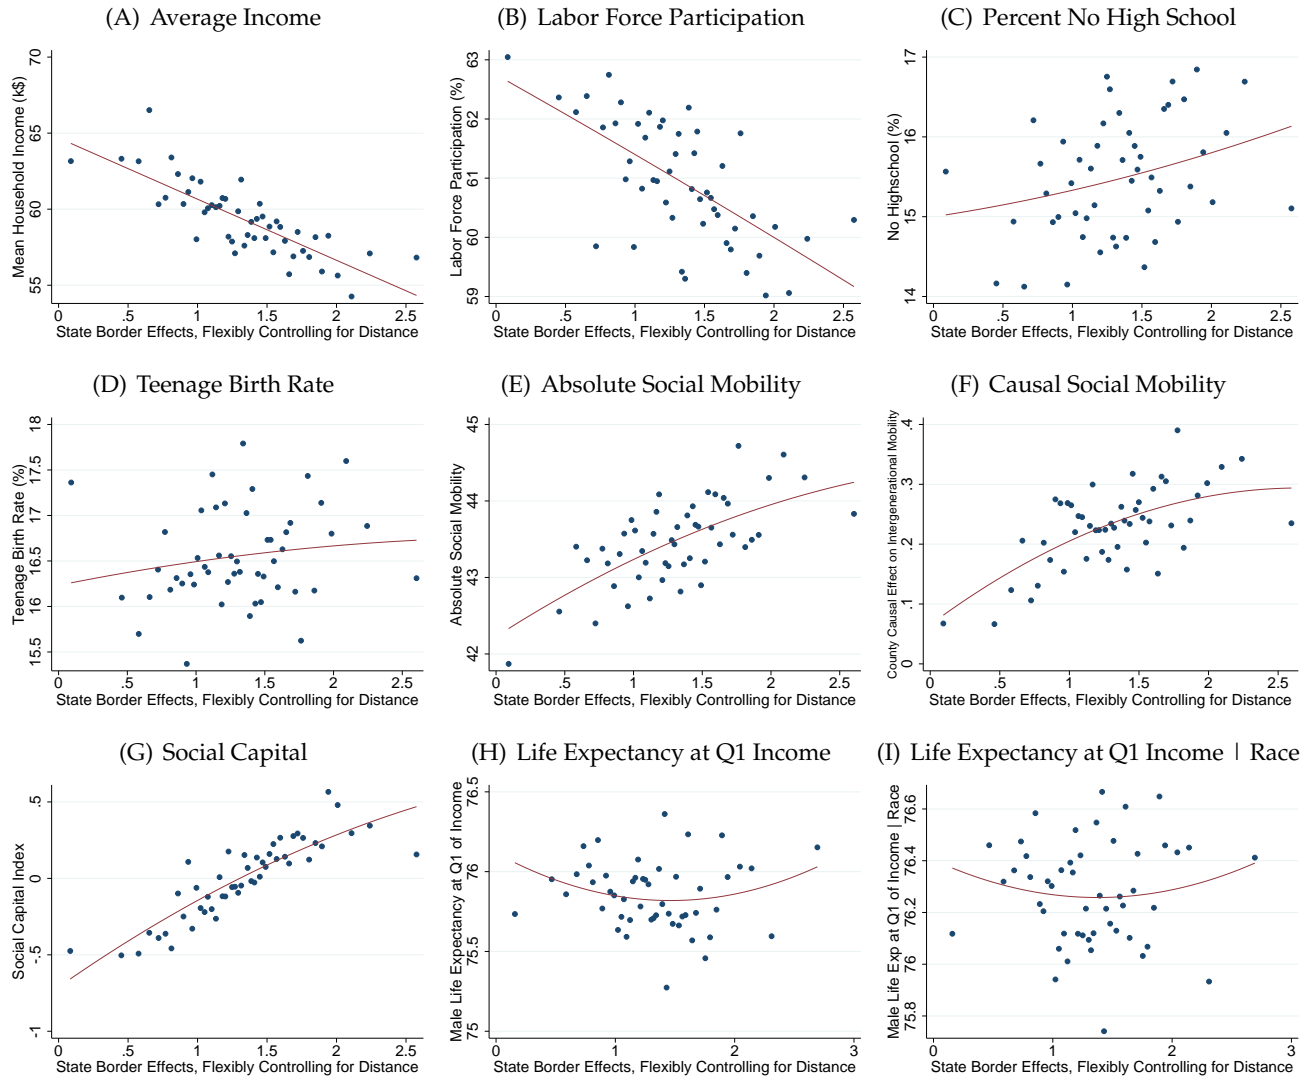 (A) Average Income
(B) Labor Force Participation
(C) Percent No High School
Mean Household Income (k$)
70
65
60
55
0 .5 1 1.5 2 2.5
State Border Effects, Flexibly Controlling for Distance
Labor Force Participation (%)
63
62
61
60
59
0 .5 1 1.5 2 2.5
State Border Effects, Flexibly Controlling for Distance
No Highschool (%)
17
16
15
14
0 .5 1 1.5 2 2.5
State Border Effects, Flexibly Controlling for Distance
(D) Teenage Birth Rate
(E) Absolute Social Mobility
(F) Causal Social Mobility
Teenage Birth Rate (%)
18
17.5
17
16.5
16
15.5
0 .5 1 1.5 2 2.5
State Border Effects, Flexibly Controlling for Distance
Absolute Social Mobility
45
44
43
42
0 .5 1 1.5 2 2.5
State Border Effects, Flexibly Controlling for Distance
County Causal Effect on Intergenerational Mobility
.4
.3
.2
.1
0
0 .5 1 1.5 2 2.5
State Border Effects, Flexibly Controlling for Distance
(G) Social Capital
(H) Life Expectancy at Q1 Income
(I) Life Expectancy at Q1 Income | Race
Social Capital Index
.5
0
-.5
-1
0 .5 1 1.5 2 2.5
State Border Effects, Flexibly Controlling for Distance
Male Life Expectancy at Q1 of Income
76.5
76
75.5
75
0 1 2 3
State Border Effects, Flexibly Controlling for Distance
Male Life Exp at Q1 of Income | Race
76.6
76.4
76.2
76
75.8
0 1 2 3
State Border Effects, Flexibly Controlling for Distance